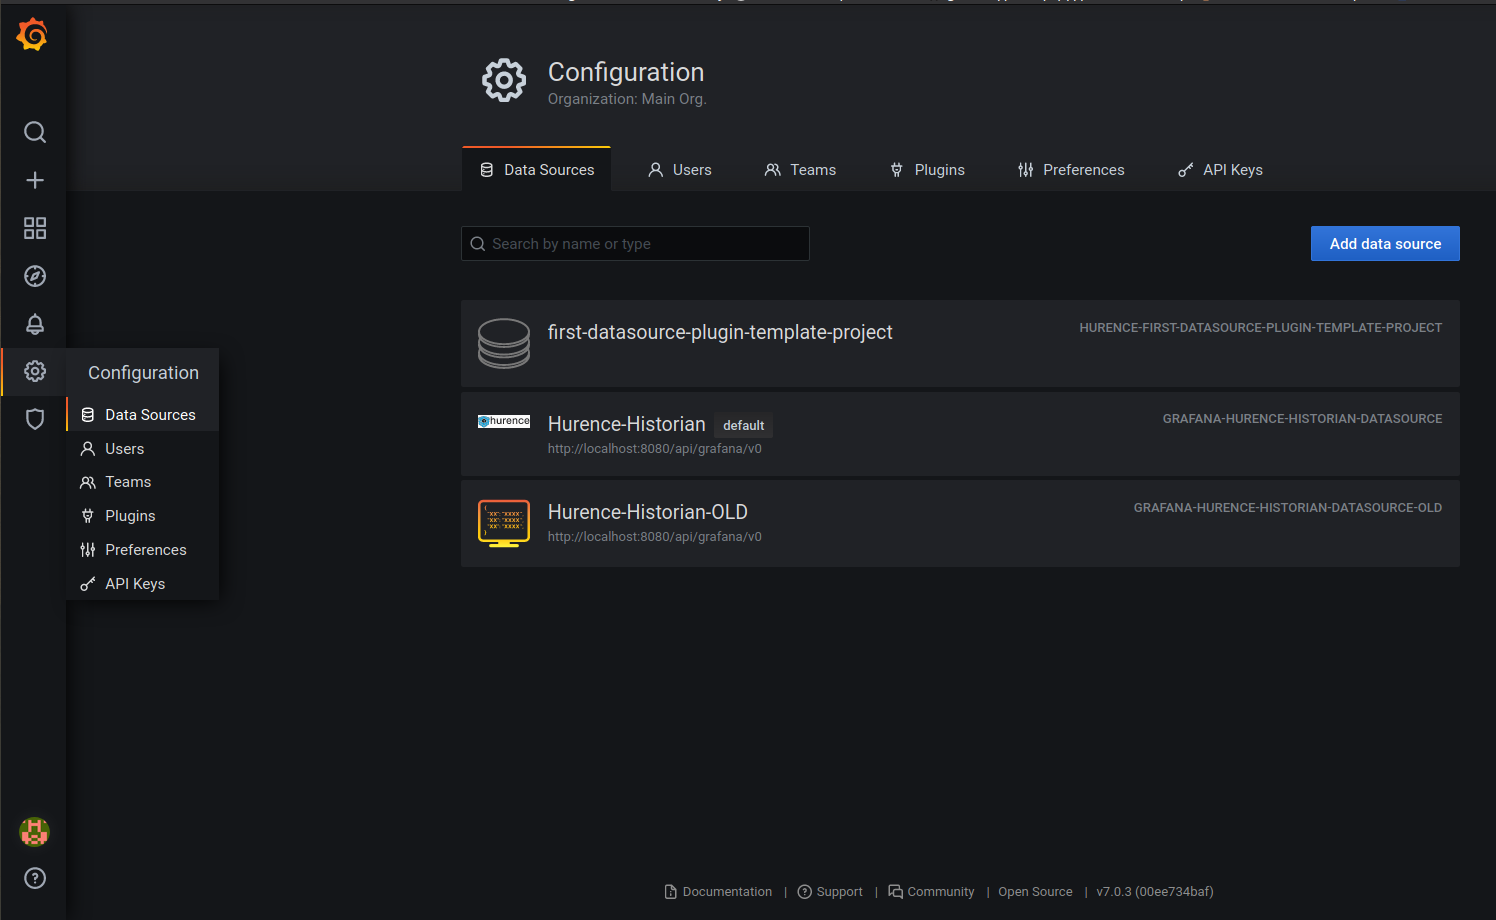 Configuration
Organization: Main Org.
Data Sources
Users
Teams
Plugins
Preferences
API Keys
Search by name or type
Add data source
first-datasource-plugin-template-project
HURENCE-FIRST-DATASOURCE-PLUGIN-TEMPLATE-PROJECT
hurence
Hurence-Historian default
GRAFANA-HURENCE-HISTORIAN-DATASOURCE
http://localhost:8080/api/grafana/v0
Hurence-Historian-OLD
GRAFANA-HURENCE-HISTORIAN-DATASOURCE-OLD
http://localhost:8080/api/grafana/v0
Configuration
Data Sources
Users
Teams
Plugins
Preferences
API Keys
Documentation | Support | Community | Open Source | v7.0.3 (00ee734baf)